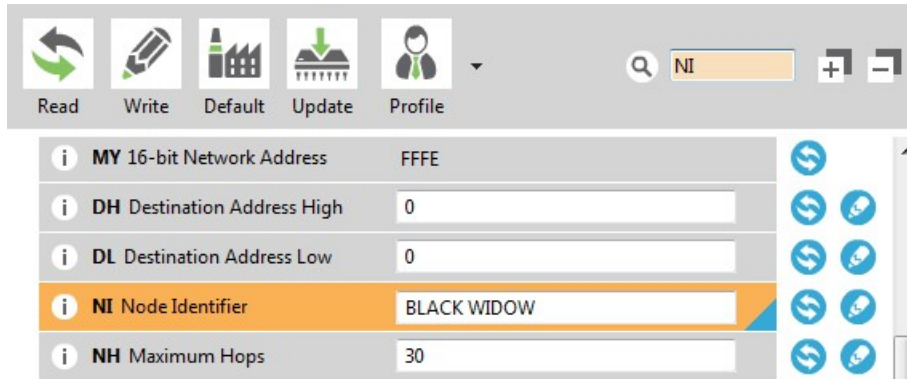 NI
Read Write Default Update Profile
i MY 16-bit Network Address FFFE
i DH Destination Address High 0
i DL Destination Address Low 0
i NI Node Identifier BLACK WIDOW
i NH Maximum Hops 30